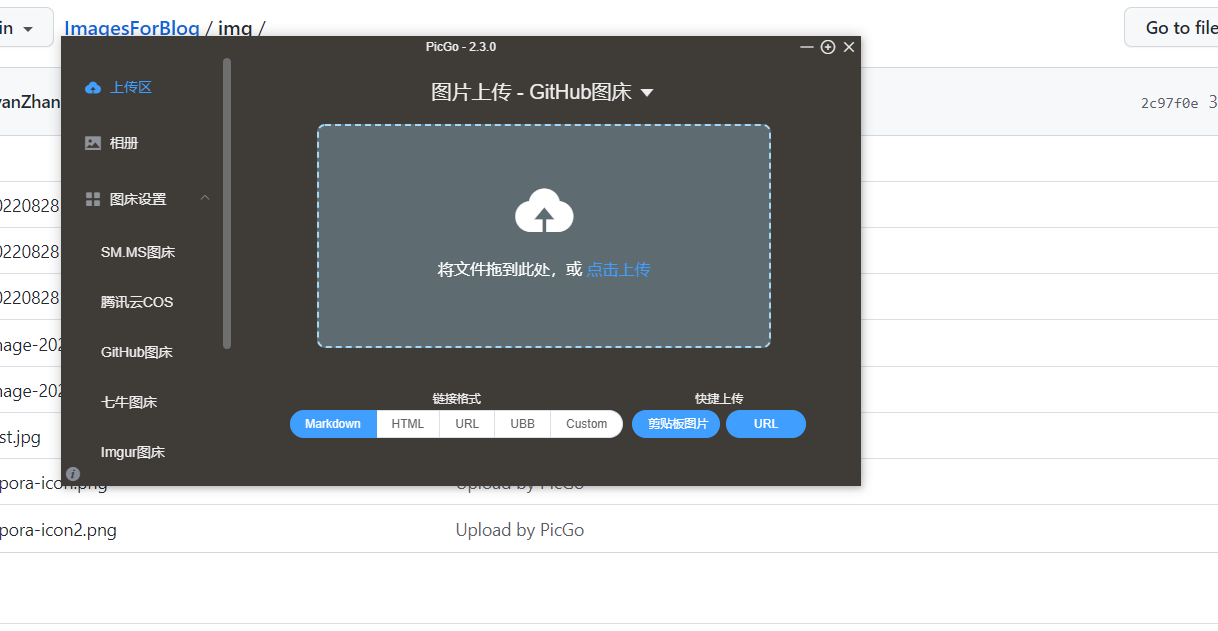 in
ImagesForBlog / img /
Go to file
PicGo - 2.3.0
上传区
相册
图床设置
SM.MS图床
腾讯云COS
GitHub图床
七牛图床
Imgur图床
图片上传 - GitHub图床
将文件拖到此处，或 点击上传
链接格式
Markdown HTML URL UBB Custom
快捷上传
剪贴板图片 URL
vanZhan
2c97f0e 3
0220828
0220828
0220828
mage-202
mage-202
st.jpg
pora-icon.png Upload by PicGo
pora-icon2.png Upload by PicGo